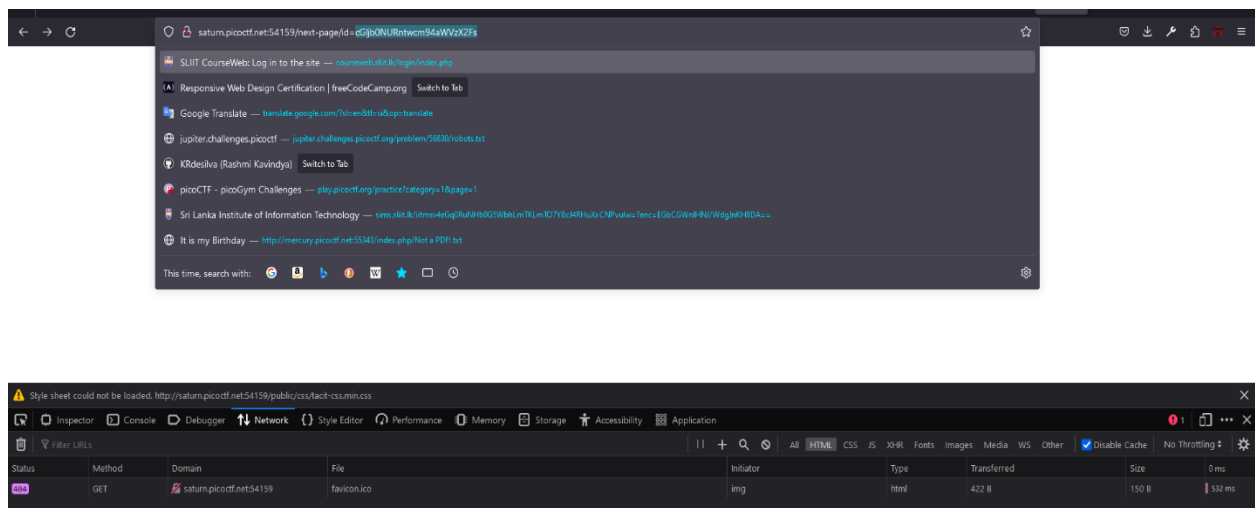 saturn.picoctf.net:54159/next-page/id=cGljb0NURntwcm94aWVzX2Fs
SLIIT CourseWeb: Log in to the site — courseweb.sliit.lk/login/index.php
Responsive Web Design Certification | freeCodeCamp.org Switch to Tab
Google Translate — translate.google.com/?sl=en&tl=si&op=translate
jupiter.challenges.picoctf — jupiter.challenges.picoctf.org/problem/56830/robots.txt
KRdesilva (Rashmi Kavindya) Switch to Tab
picoCTF - picoGym Challenges — play.picoctf.org/practice?category=1&page=1
Sri Lanka Institute of Information Technology —
It is my Birthday — http://mercury.picoctf.net:55343/index.php/Not a PDF!.txt
This time, search with:
Style sheet could not be loaded. http://saturn.picoctf.net:54159/public/css/tacit-css.min.css
Inspector Console Debugger Network {} Style Editor Performance Memory Storage Accessibility Application 1
Filter URLs All HTML CSS JS XHR Fonts Images Media WS Other Disable Cache No Throttling
Status Method Domain File Initiator Type Transferred Size 0 ms
404 GET saturn.picoctf.net:54159 favicon.ico img html 422 B 150 B 532 ms